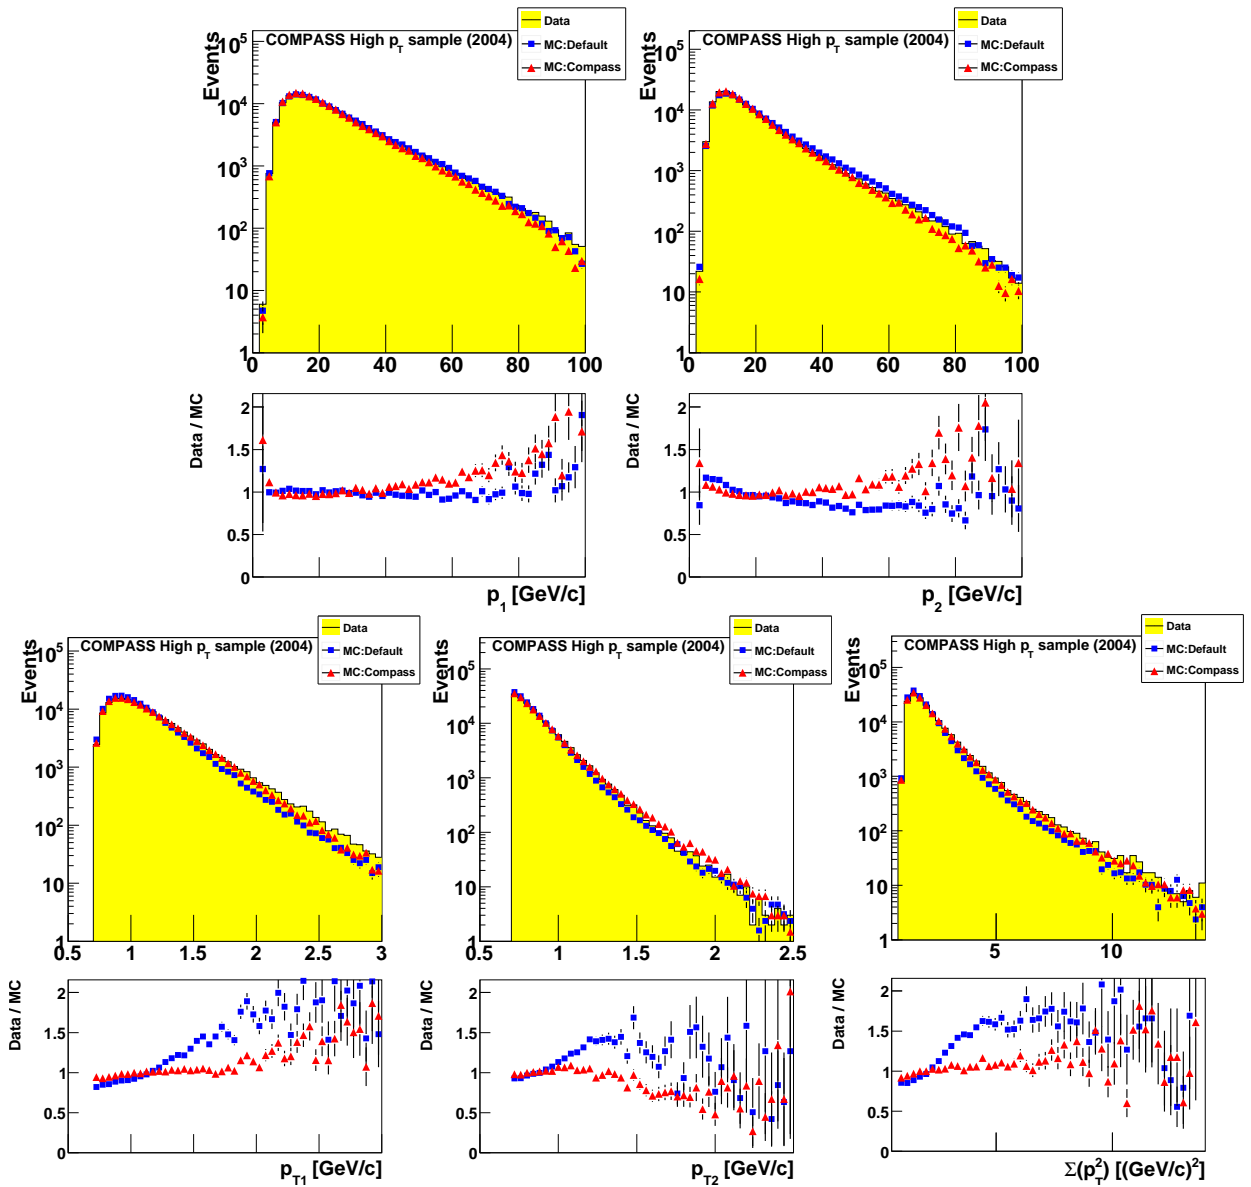 Data
MC:Default
MC:Compass
COMPASS High p_T sample (2004)
Events
10^5
10^4
10^3
10^2
10
1
0 20 40 60 80 100
Data / MC
2
1.5
1
0.5
0
p_1 [GeV/c]
Data
MC:Default
MC:Compass
COMPASS High p_T sample (2004)
Events
10^5
10^4
10^3
10^2
10
1
0 20 40 60 80 100
Data / MC
2
1.5
1
0.5
0
p_2 [GeV/c]
Data
MC:Default
MC:Compass
COMPASS High p_T sample (2004)
Events
10^5
10^4
10^3
10^2
10
1
0.5 1 1.5 2 2.5 3
Data / MC
2
1.5
1
0.5
0
p_T1 [GeV/c]
Data
MC:Default
MC:Compass
COMPASS High p_T sample (2004)
Events
10^5
10^4
10^3
10^2
10
1
0.5 1 1.5 2 2.5
Data / MC
2
1.5
1
0.5
0
p_T2 [GeV/c]
Data
MC:Default
MC:Compass
COMPASS High p_T sample (2004)
Events
10^5
10^4
10^3
10^2
10
1
5 10
Data / MC
2
1.5
1
0.5
0
Σ(p_T^2) [(GeV/c)^2]